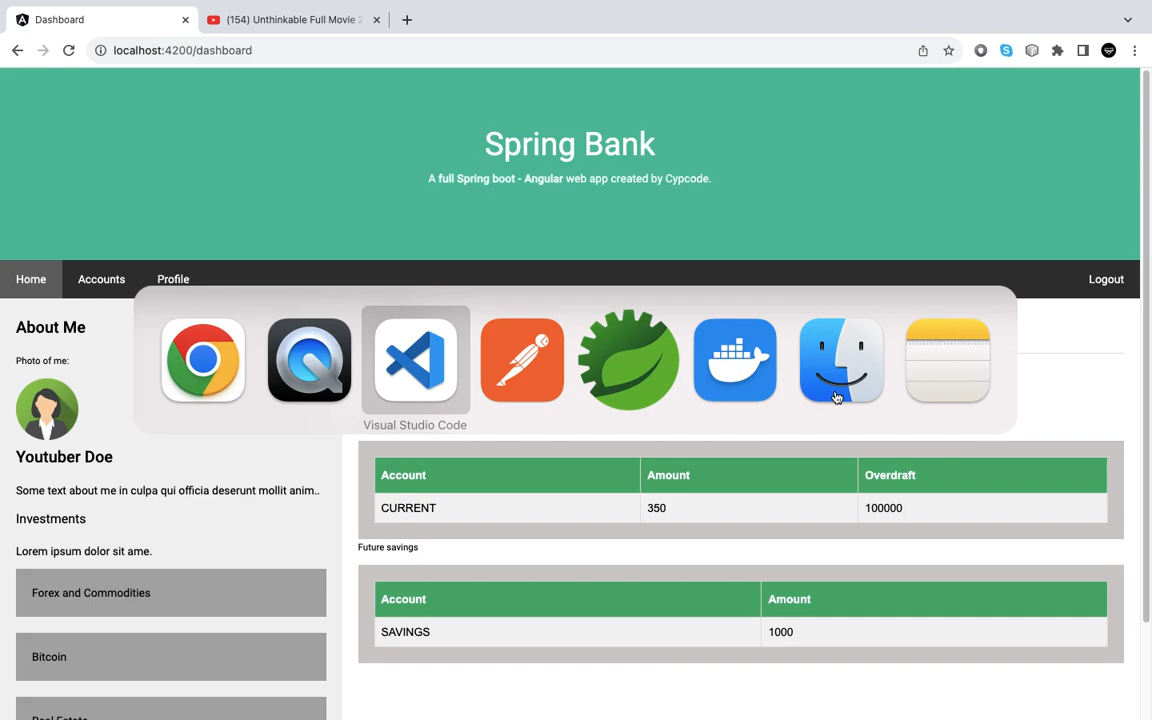 Dashboard
(154) Unthinkable Full Movie
localhost:4200/dashboard
Spring Bank
A full Spring boot - Angular web app created by Cypcode.
Home Accounts Profile Logout
About Me
Photo of me:
Visual Studio Code
Youtuber Doe
Some text about me in culpa qui officia deserunt mollit anim..
Investments
Lorem ipsum dolor sit ame.
Forex and Commodities
Bitcoin
Real Estate
Account Amount Overdraft
CURRENT 350 100000
Future savings
Account Amount
SAVINGS 1000